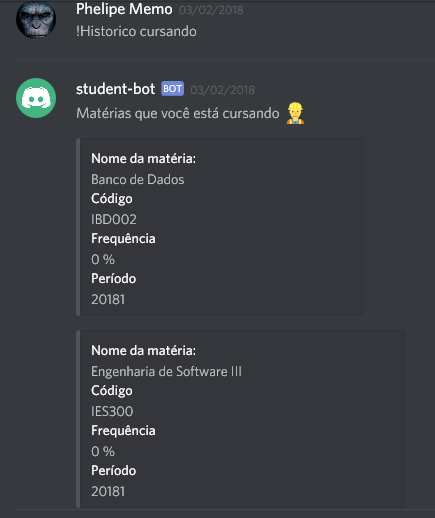 Phelipe Memo 03/02/2018
!Historico cursando
student-bot BOT 03/02/2018
Matérias que você está cursando 👷
Nome da matéria:
Banco de Dados
Código
IBD002
Frequência
0 %
Período
20181
Nome da matéria:
Engenharia de Software III
Código
IES300
Frequência
0 %
Período
20181